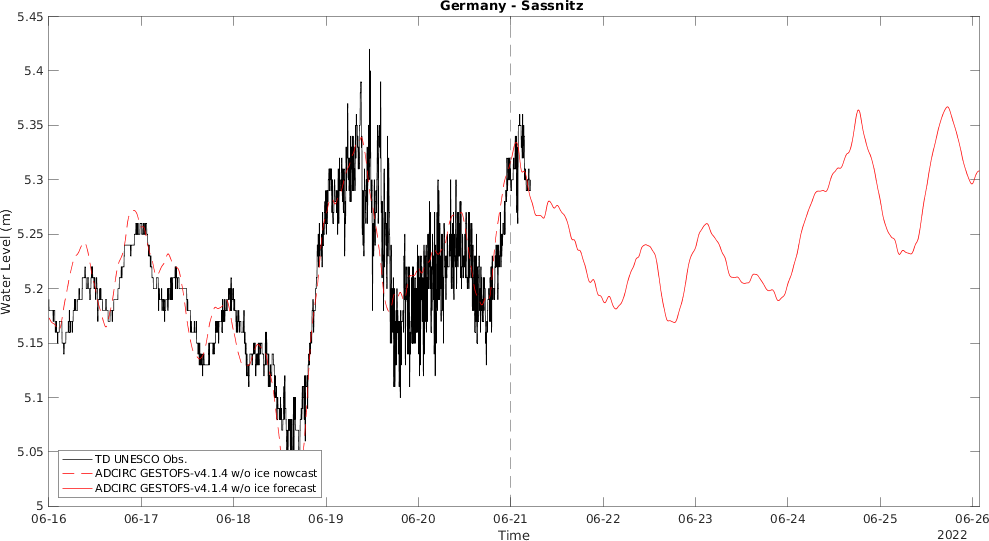 Germany - Sassnitz
5.45
5.4
5.35
5.3
5.25
5.2
5.15
5.1
5.05
5
Water Level (m)
TD UNESCO Obs.
ADCIRC GESTOFS-v4.1.4 w/o ice nowcast
ADCIRC GESTOFS-v4.1.4 w/o ice forecast
06-16 06-17 06-18 06-19 06-20 06-21 06-22 06-23 06-24 06-25 06-26
Time
2022